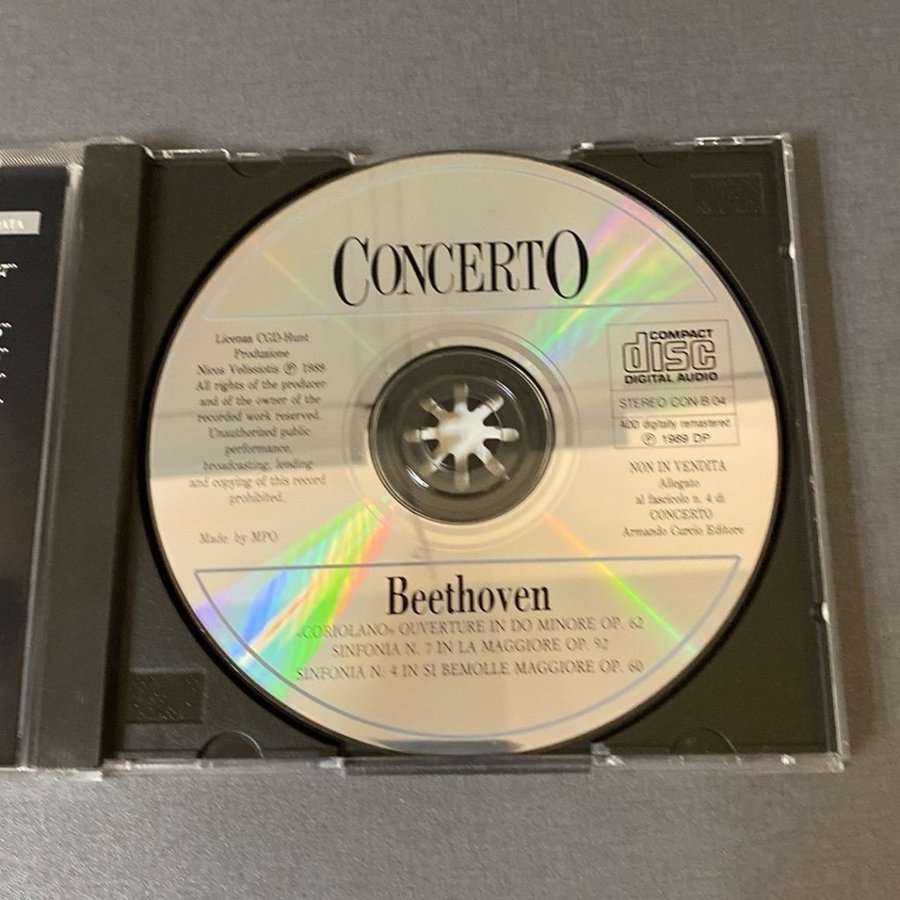 CONCERTO
Licenza CGD-Hunt
Produzione
Nicos Velissiotis ℗ 1989
All rights of the producer
and of the owner of the
recorded work reserved.
Unauthorized public
performance,
broadcasting, lending
and copying of this record
prohibited.
Made by MPO
COMPACT
disc
DIGITAL AUDIO
STEREO CON-B 04
ADD digitally remastered
℗ 1989 DP
NON IN VENDITA
Allegato
al fascicolo n. 4 di
CONCERTO
Armando Curcio Editore
Beethoven
«CORIOLANO» OUVERTURE IN DO MINORE OP. 62
SINFONIA N. 7 IN LA MAGGIORE OP. 92
SINFONIA N. 4 IN SI BEMOLLE MAGGIORE OP. 60